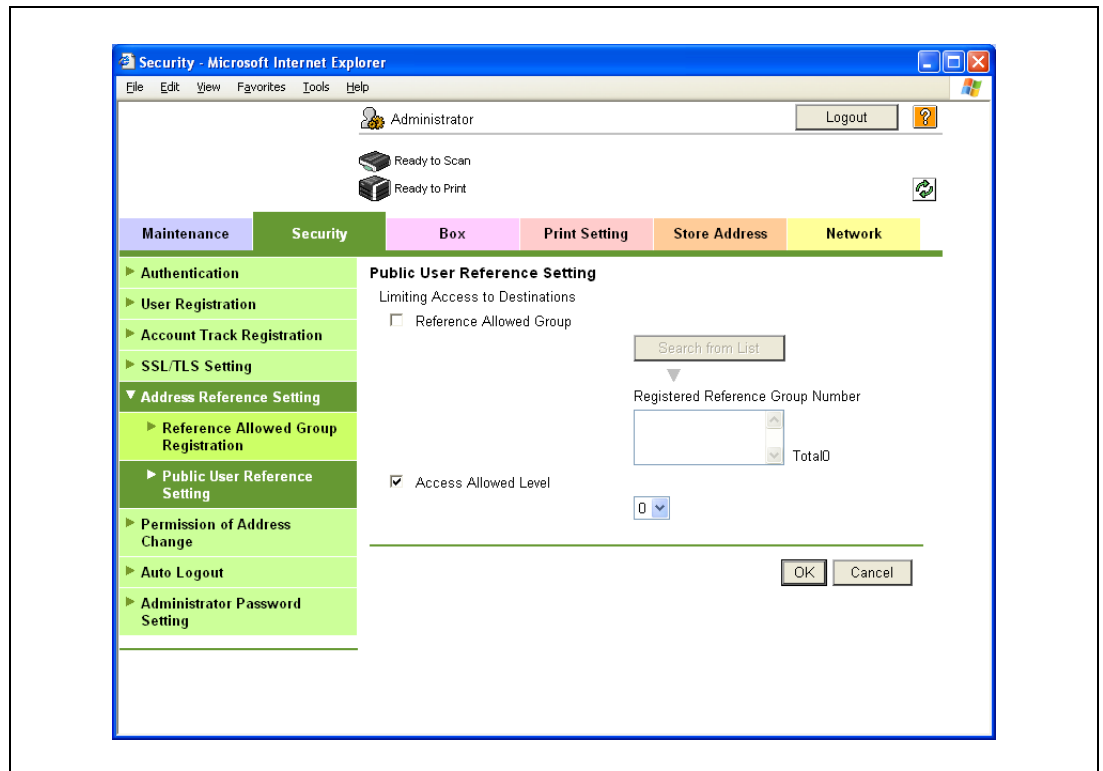 Security - Microsoft Internet Explorer
File Edit View Favorites Tools Help
Administrator
Logout
?
Ready to Scan
Ready to Print
Maintenance Security Box Print Setting Store Address Network
Authentication
User Registration
Account Track Registration
SSL/TLS Setting
Address Reference Setting
Reference Allowed Group
Registration
Public User Reference
Setting
Permission of Address
Change
Auto Logout
Administrator Password
Setting
Public User Reference Setting
Limiting Access to Destinations
Reference Allowed Group
Search from List
Registered Reference Group Number
Total0
Access Allowed Level
0
OK Cancel